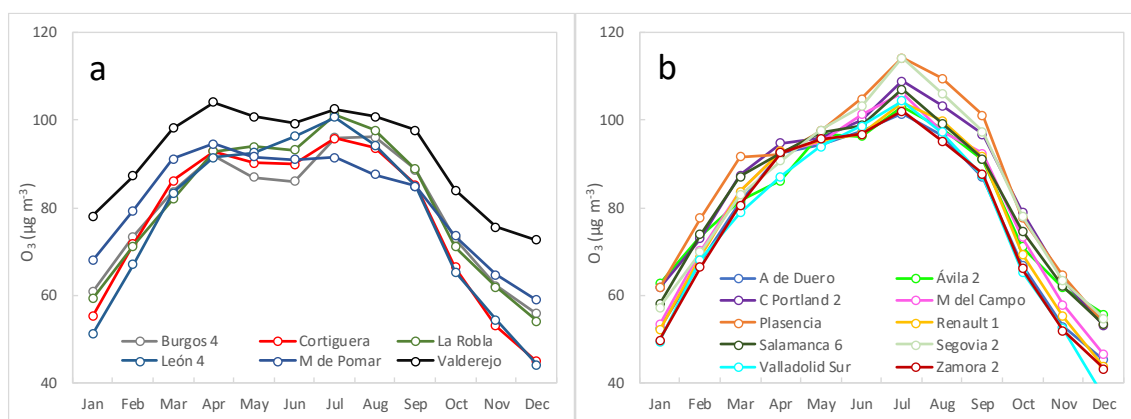 120
100
80
60
40
O3 (µg m-3)
a
Burgos 4 Cortiguera La Robla
León 4 M de Pomar Valderejo
Jan Feb Mar Apr May Jun Jul Aug Sep Oct Nov Dec
120
100
80
60
40
O3 (µg m-3)
b
A de Duero Ávila 2
C Portland 2 M del Campo
Plasencia Renault 1
Salamanca 6 Segovia 2
Valladolid Sur Zamora 2
Jan Feb Mar Apr May Jun Jul Aug Sep Oct Nov Dec